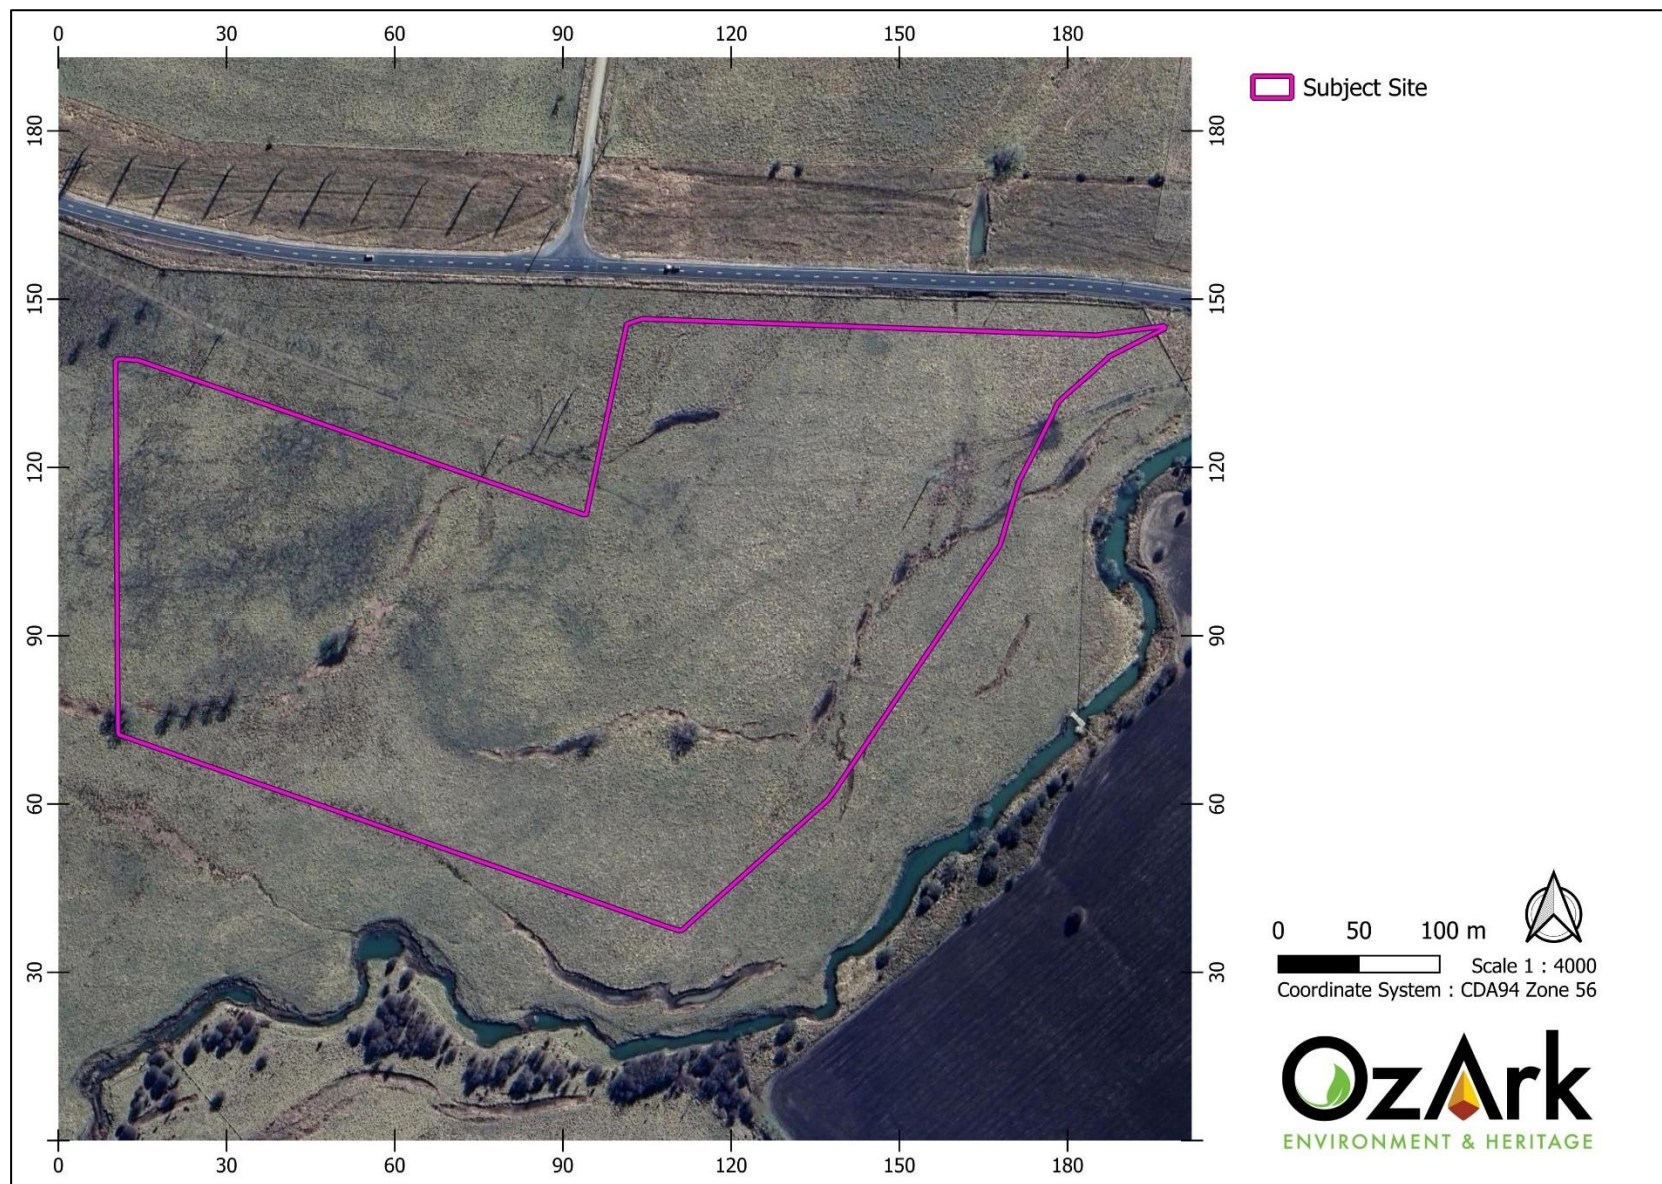 0 30 60 90 120 150 180
180 180
150 150
120 120
90 90
60 60
30 30
0 30 60 90 120 150 180
Subject Site
0 50 100 m
Scale 1 : 4000
Coordinate System : CDA94 Zone 56
OzArk
ENVIRONMENT & HERITAGE